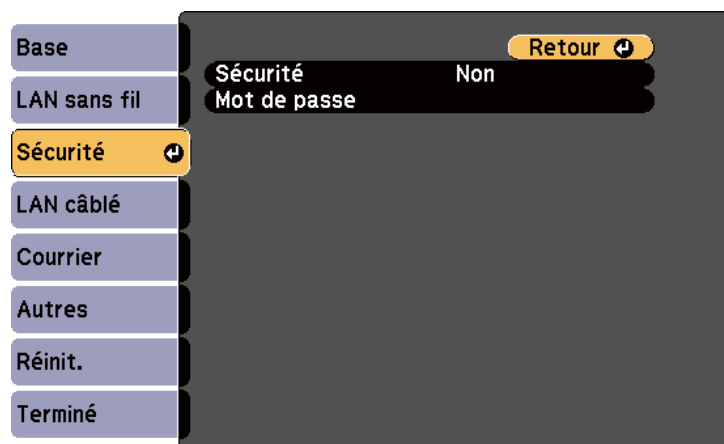 Base
LAN sans fil
Sécurité
LAN câblé
Courrier
Autres
Réinit.
Terminé
Retour
Sécurité Non
Mot de passe